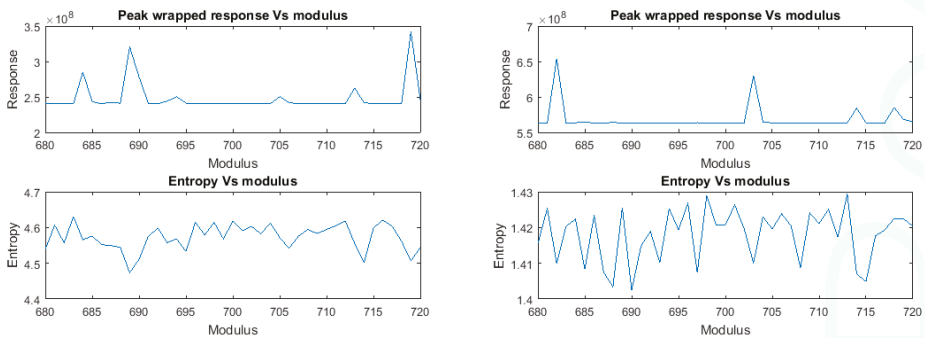 Peak wrapped response Vs modulus
× 10^8
Response
3.5
3
2.5
2
680 685 690 695 700 705 710 715 720
Modulus
Entropy Vs modulus
Entropy
4.7
4.6
4.5
4.4
680 685 690 695 700 705 710 715 720
Modulus
Peak wrapped response Vs modulus
× 10^8
Response
7
6.5
6
5.5
680 685 690 695 700 705 710 715 720
Modulus
Entropy Vs modulus
Entropy
1.43
1.42
1.41
1.4
680 685 690 695 700 705 710 715 720
Modulus